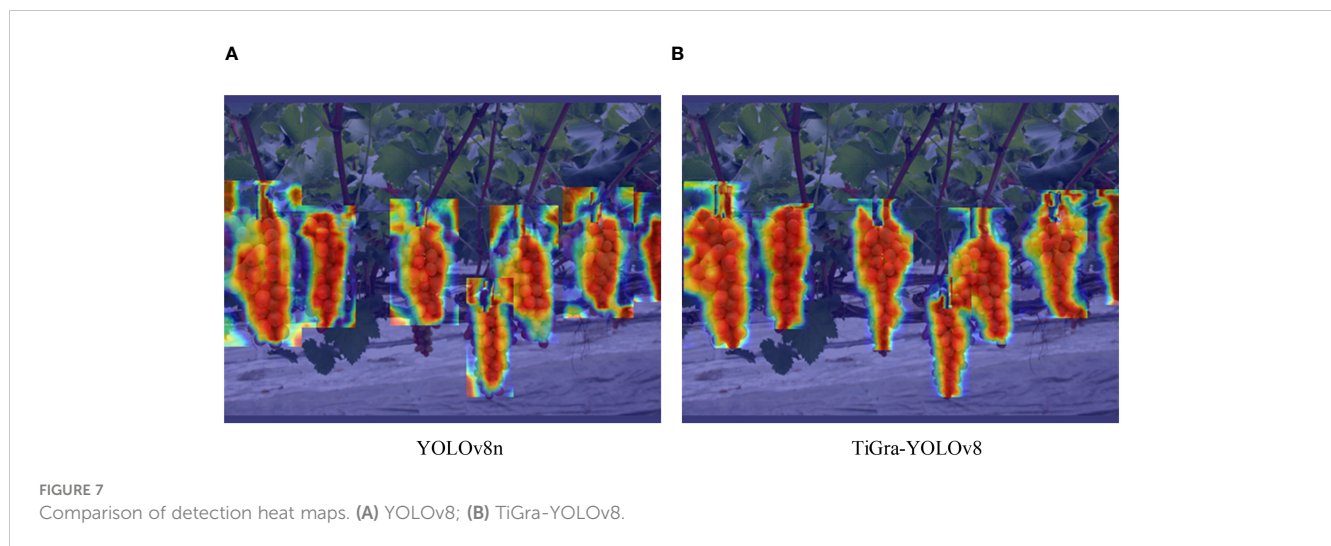 A
B
YOLOv8n
TiGra-YOLOv8
FIGURE 7
Comparison of detection heat maps. (A) YOLOv8; (B) TiGra-YOLOv8.